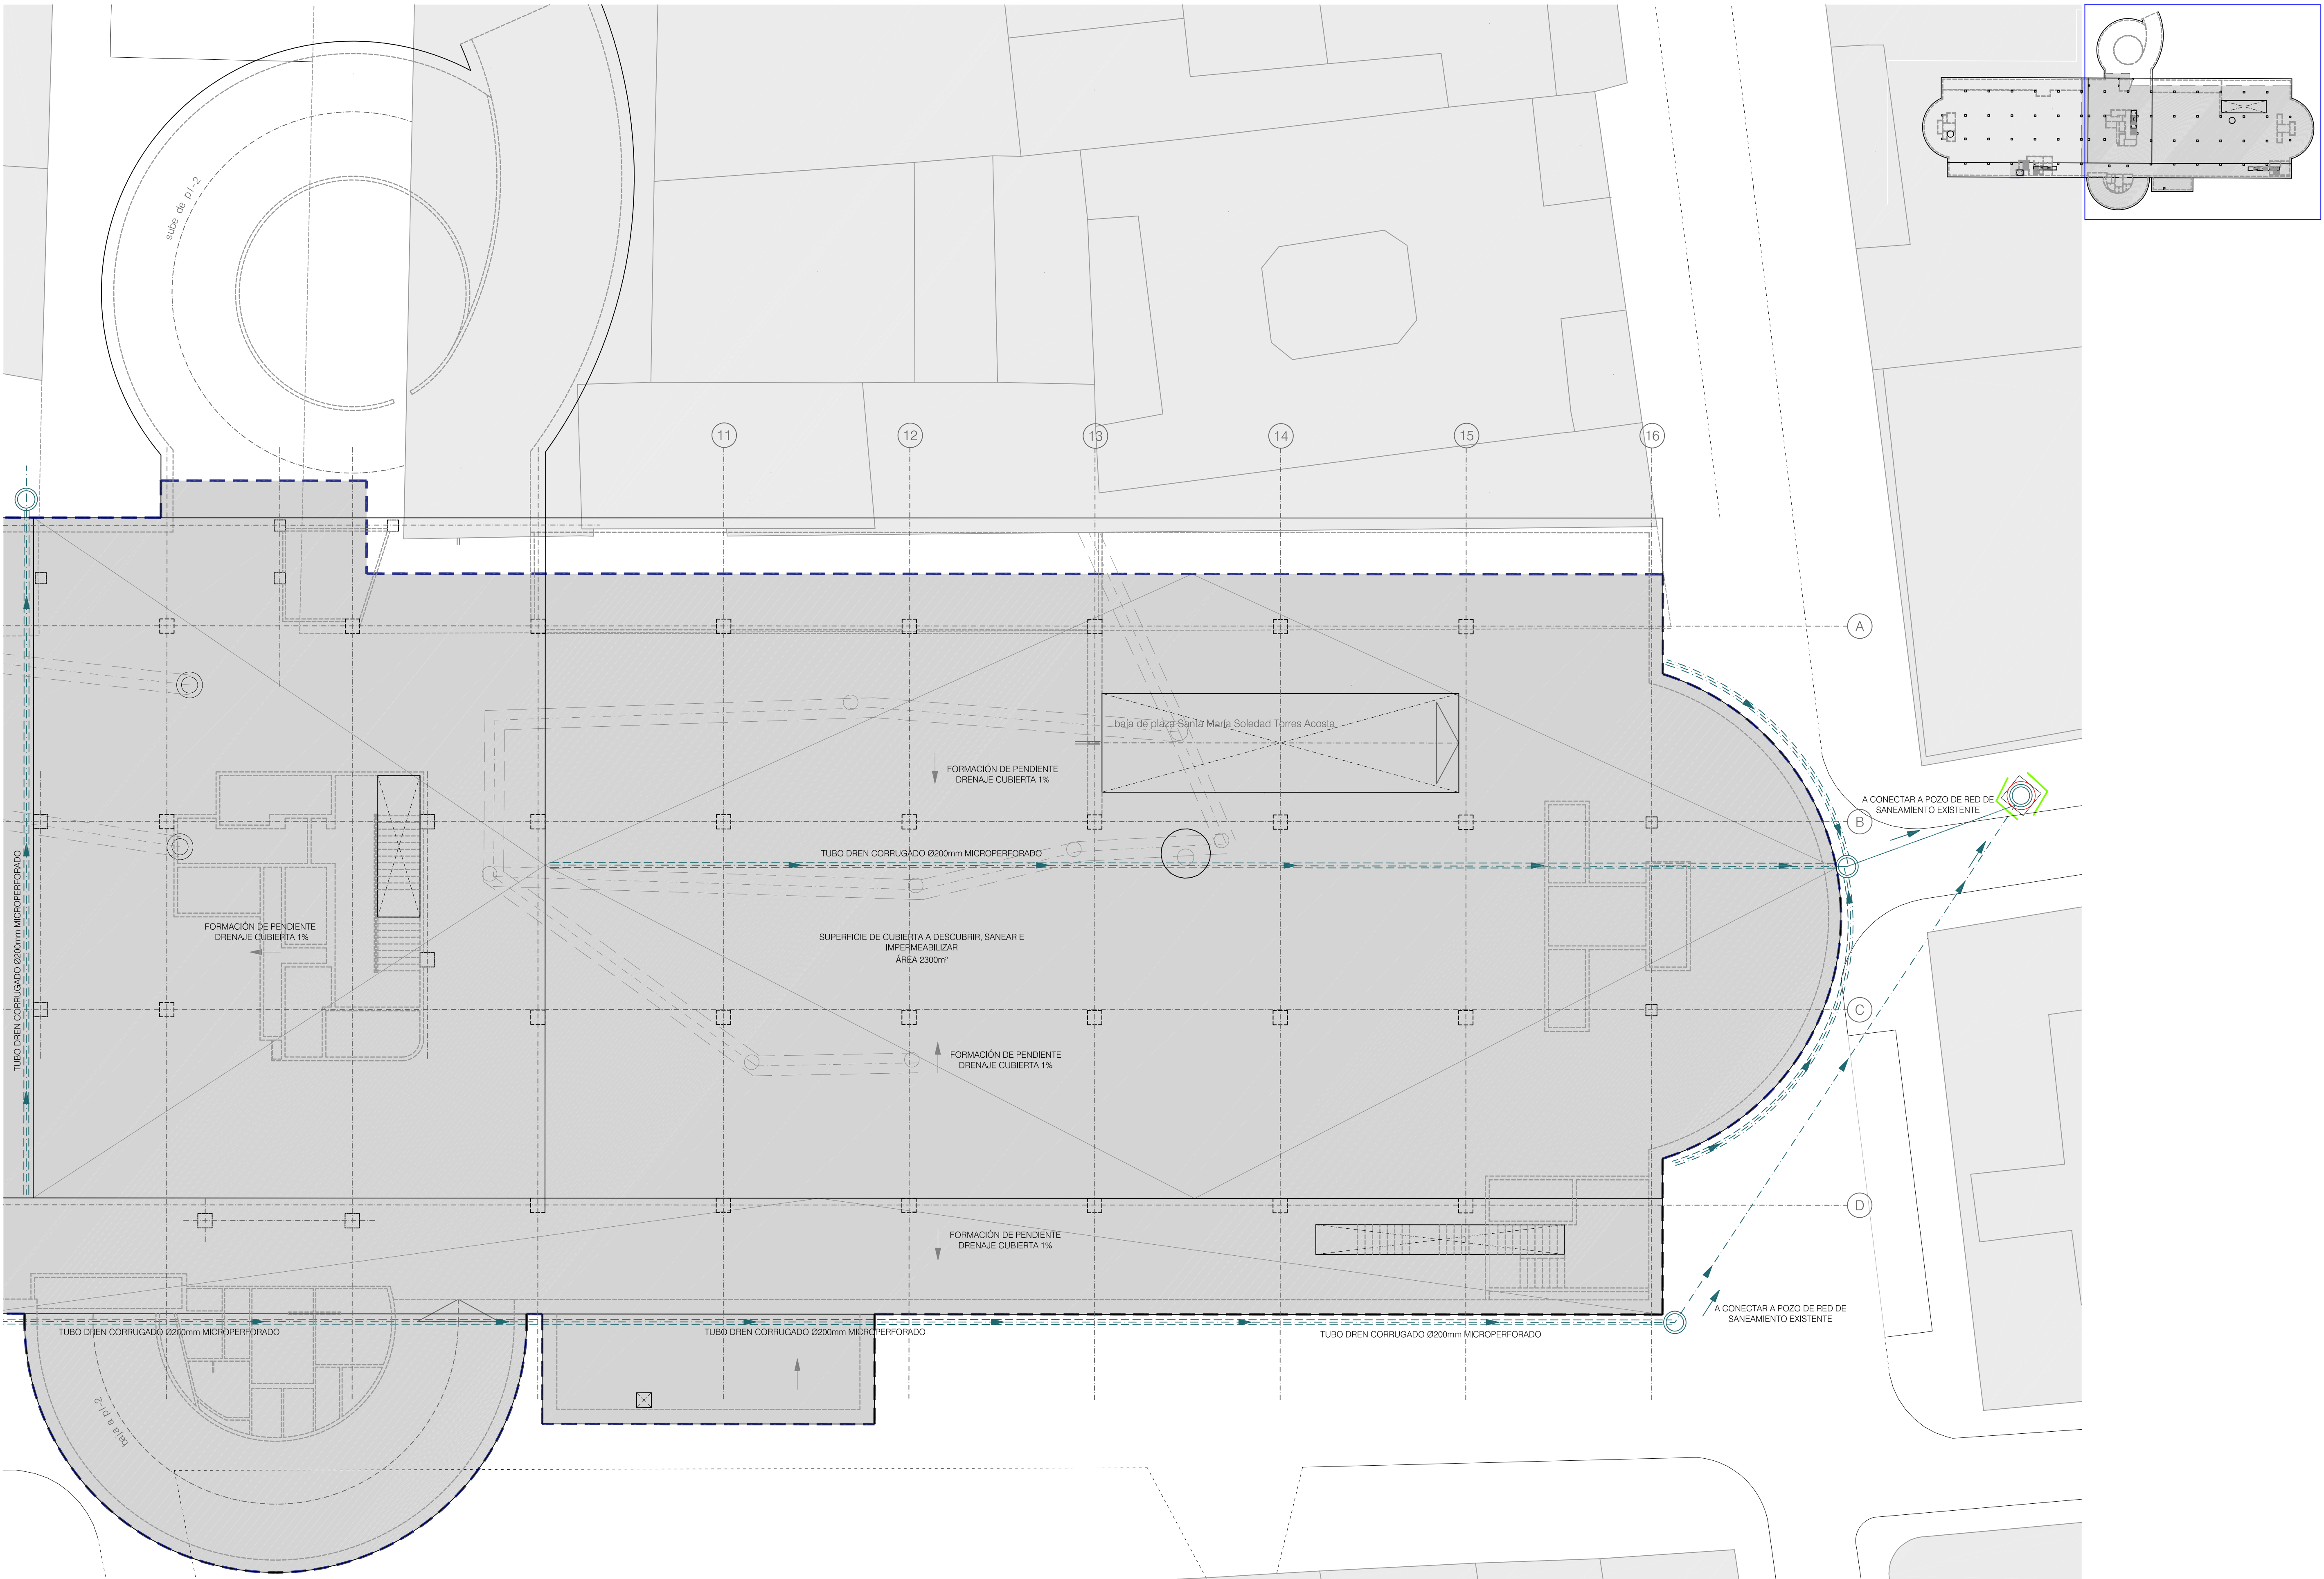 sube de pl-2
11
12
13
14
15
16
A
baja de plaza Santa María Soledad Torres Acosta
FORMACIÓN DE PENDIENTE
DRENAJE CUBIERTA 1%
A CONECTAR A POZO DE RED DE
SANEAMIENTO EXISTENTE
B
TUBO DREN CORRUGADO Ø200mm MICROPERFORADO
TUBO DREN CORRUGADO Ø200mm MICROPERFORADO
FORMACIÓN DE PENDIENTE
DRENAJE CUBIERTA 1%
SUPERFICIE DE CUBIERTA A DESCUBRIR, SANEAR E
IMPERMEABILIZAR
ÁREA 2300m²
C
FORMACIÓN DE PENDIENTE
DRENAJE CUBIERTA 1%
D
FORMACIÓN DE PENDIENTE
DRENAJE CUBIERTA 1%
A CONECTAR A POZO DE RED DE
SANEAMIENTO EXISTENTE
TUBO DREN CORRUGADO Ø200mm MICROPERFORADO
TUBO DREN CORRUGADO Ø200mm MICROPERFORADO
TUBO DREN CORRUGADO Ø200mm MICROPERFORADO
baja a pl-2